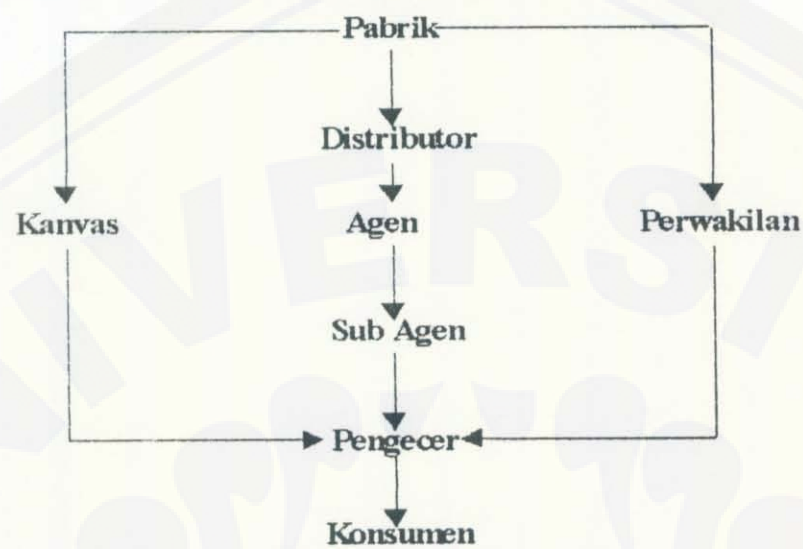 Pabrik
Distributor
Kanvas Agen Perwakilan
Sub Agen
Pengecer
Konsumen